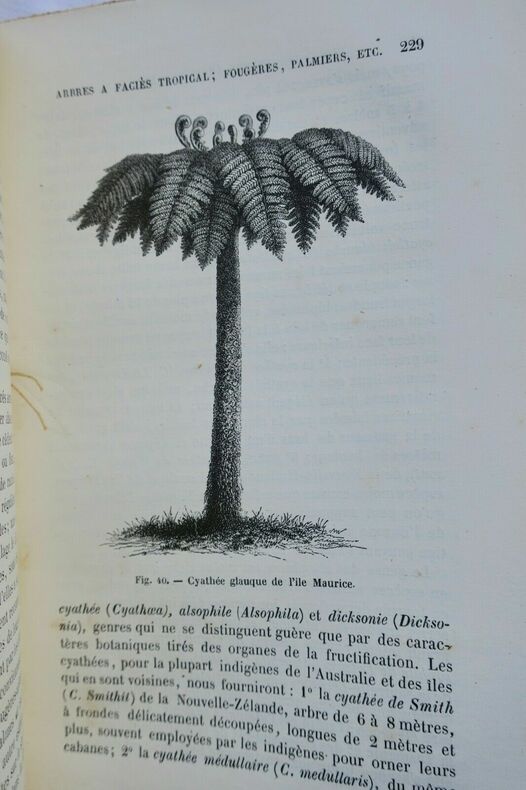 ARBRES A FACIÈS TROPICAL; FOUGÈRES, PALMIERS, ETC. 229
Fig. 40. — Cyathée glauque de l'île Maurice.
cyathée (Cyathœa), alsophile (Alsophila) et dicksonie (Dickso-
nia), genres qui ne se distinguent guère que par des carac-
tères botaniques tirés des organes de la fructification. Les
cyathées, pour la plupart indigènes de l'Australie et des îles
qui en sont voisines, nous fourniront : 1° la cyathée de Smith
(C. Smithii) de la Nouvelle-Zélande, arbre de 6 à 8 mètres,
à frondes délicatement découpées, longues de 2 mètres et
plus, souvent employées par les indigènes pour orner leurs
cabanes; 2° la cyathée médullaire (C. medullaris), du même